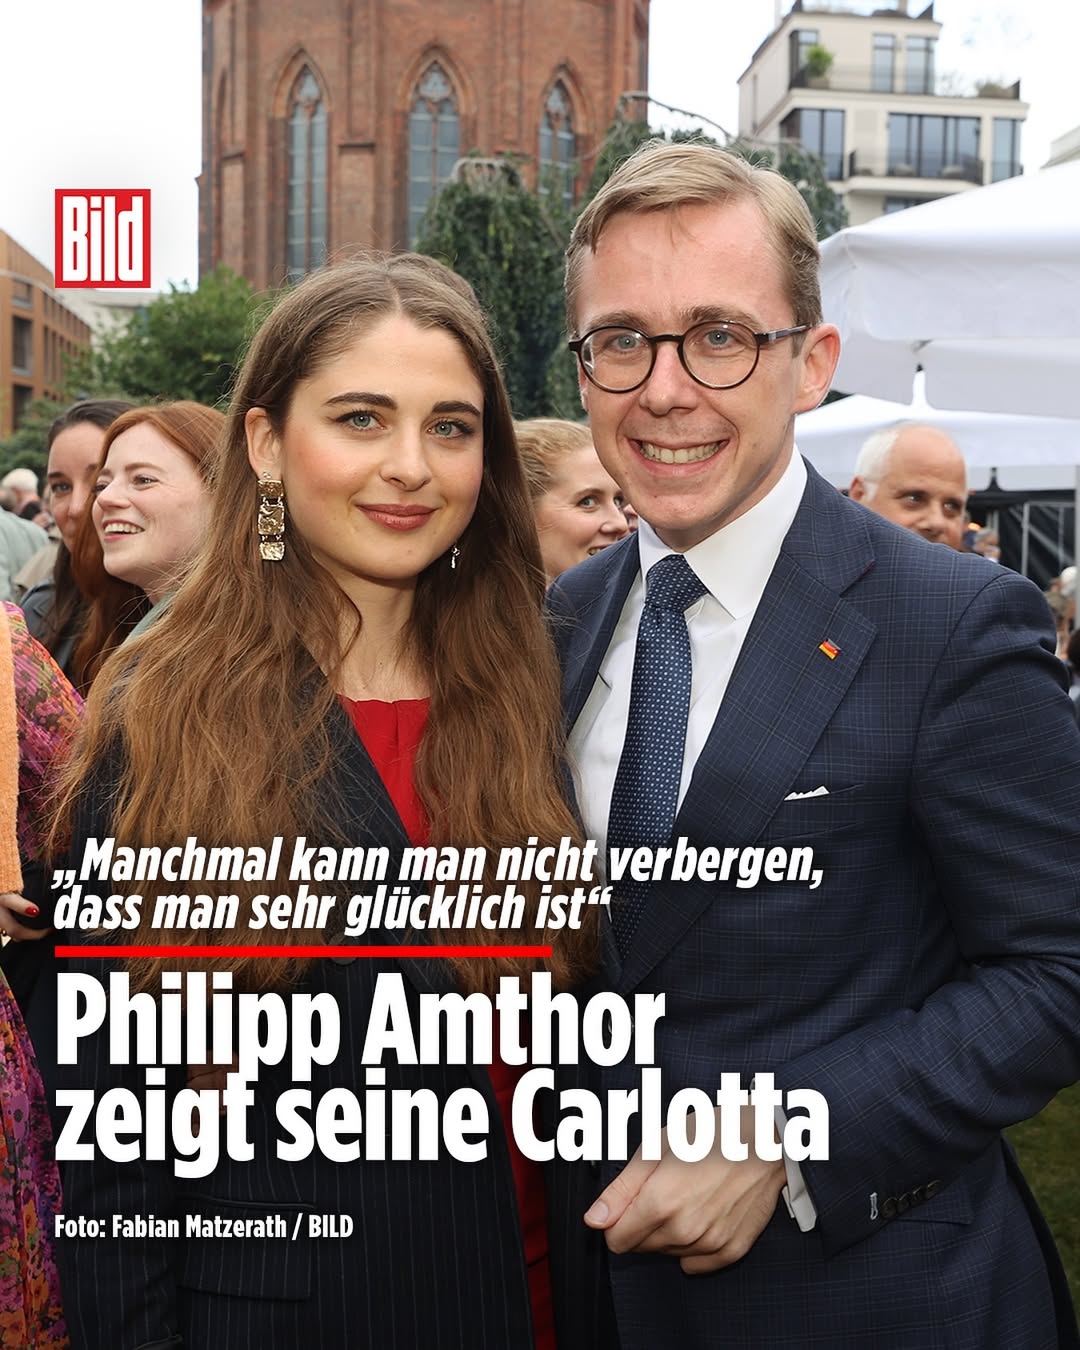 Bild
„Manchmal kann man nicht verbergen,
dass man sehr glücklich ist“
Philipp Amthor
zeigt seine Carlotta
Foto: Fabian Matzerath / BILD